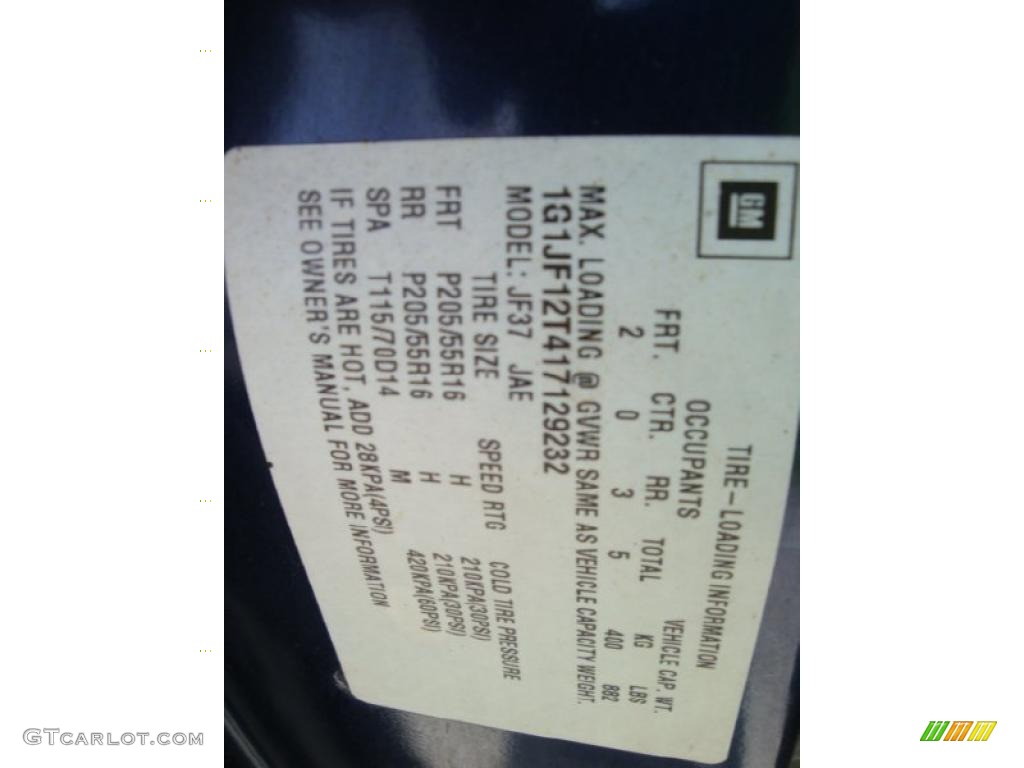 GM
TIRE-LOADING INFORMATION
OCCUPANTS VEHICLE CAP. WT.
FRT. CTR. RR. TOTAL KG LBS
2 0 3 5 400 882
MAX. LOADING @ GVWR SAME AS VEHICLE CAPACITY WEIGHT.
1G1JF12T417129232
MODEL: JF37 JAE
TIRE SIZE SPEED RTG COLD TIRE PRESSURE
FRT P205/55R16 H 210KPA(30PSI)
RR P205/55R16 H 210KPA(30PSI)
SPA T115/70D14 M 420KPA(60PSI)
IF TIRES ARE HOT, ADD 28KPA(4PSI)
SEE OWNER'S MANUAL FOR MORE INFORMATION
GTCarlot.com